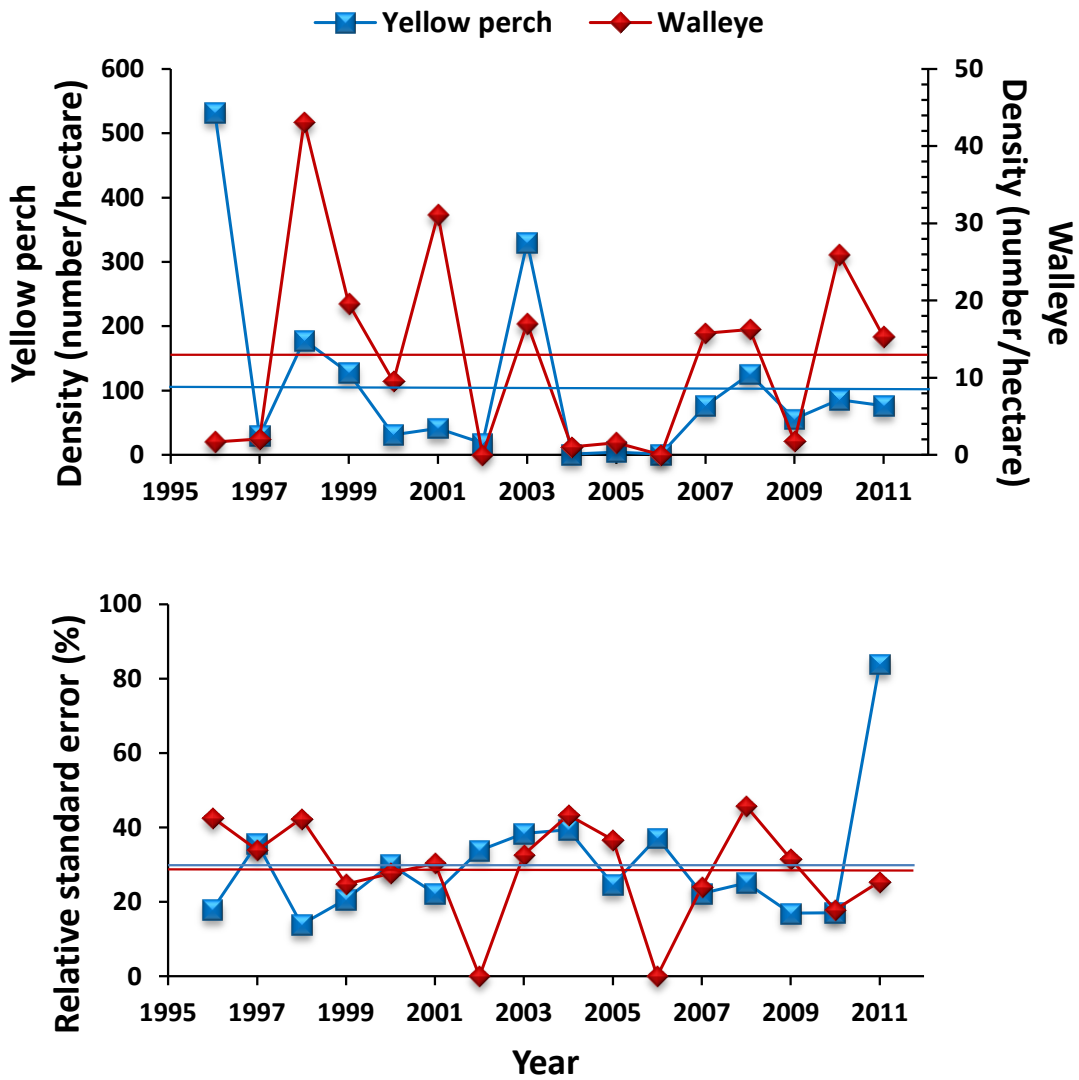 Yellow perch Walleye
Yellow perch
Density (number/hectare)
600
500
400
300
200
100
0
50
40
30
20
10
0
Walleye
Density (number/hectare)
1995 1997 1999 2001 2003 2005 2007 2009 2011
Relative standard error (%)
100
80
60
40
20
0
1995 1997 1999 2001 2003 2005 2007 2009 2011
Year